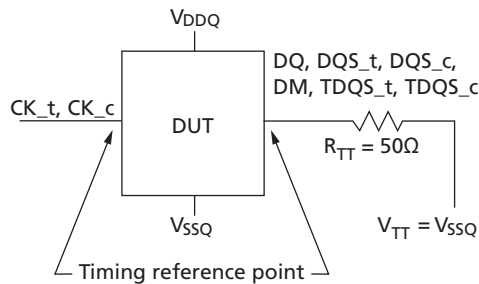 VDDQ
DQ, DQS_t, DQS_c,
DM, TDQS_t, TDQS_c
CK_t, CK_c
DUT
RTT = 50Ω
VSSQ
VTT = VSSQ
Timing reference point